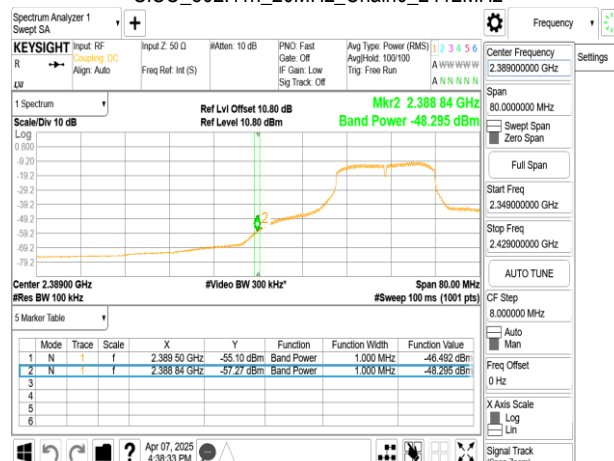 Spectrum Analyzer 1
Swept SA
Frequency
Settings
KEYSIGHT
R
Input: RF
Coupling: DC
Align: Auto
Input Z: 50 Ω
Freq Ref: Int (S)
#Atten: 10 dB
PNO: Fast
Gate: Off
IF Gain: Low
Sig Track: Off
Avg Type: Power (RMS)
Avg|Hold: 100/100
Trig: Free Run
1 2 3 4 5 6
A W W W W W
A N N N N N
1 Spectrum
Scale/Div 10 dB
Log
Ref Lvl Offset 10.80 dB
Ref Level 10.80 dBm
Mkr2 2.388 84 GHz
Band Power -48.295 dBm
0.800
-9.20
-19.2
-29.2
-39.2
-49.2
-59.2
-69.2
-79.2
2
Center 2.38900 GHz
#Res BW 100 kHz
#Video BW 300 kHz*
Span 80.00 MHz
#Sweep 100 ms (1001 pts)
5 Marker Table
Mode Trace Scale X Y Function Function Width Function Value
1 N 1 f 2.389 50 GHz -55.10 dBm Band Power 1.000 MHz -46.492 dBm
2 N 1 f 2.388 84 GHz -57.27 dBm Band Power 1.000 MHz -48.295 dBm
3
4
5
6
Apr 07, 2025
4:38:33 PM
Center Frequency
2.389000000 GHz
Span
80.0000000 MHz
Swept Span
Zero Span
Full Span
Start Freq
2.349000000 GHz
Stop Freq
2.429000000 GHz
AUTO TUNE
CF Step
8.000000 MHz
Auto
Man
Freq Offset
0 Hz
X Axis Scale
Log
Lin
Signal Track